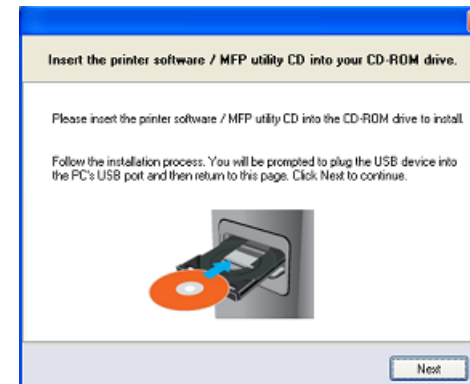 Insert the printer software / MFP utility CD into your CD-ROM drive.
Please insert the printer software / MFP utility CD into the CD-ROM drive to install.
Follow the installation process. You will be prompted to plug the USB device into
the PC's USB port and then return to this page. Click Next to continue.
Next